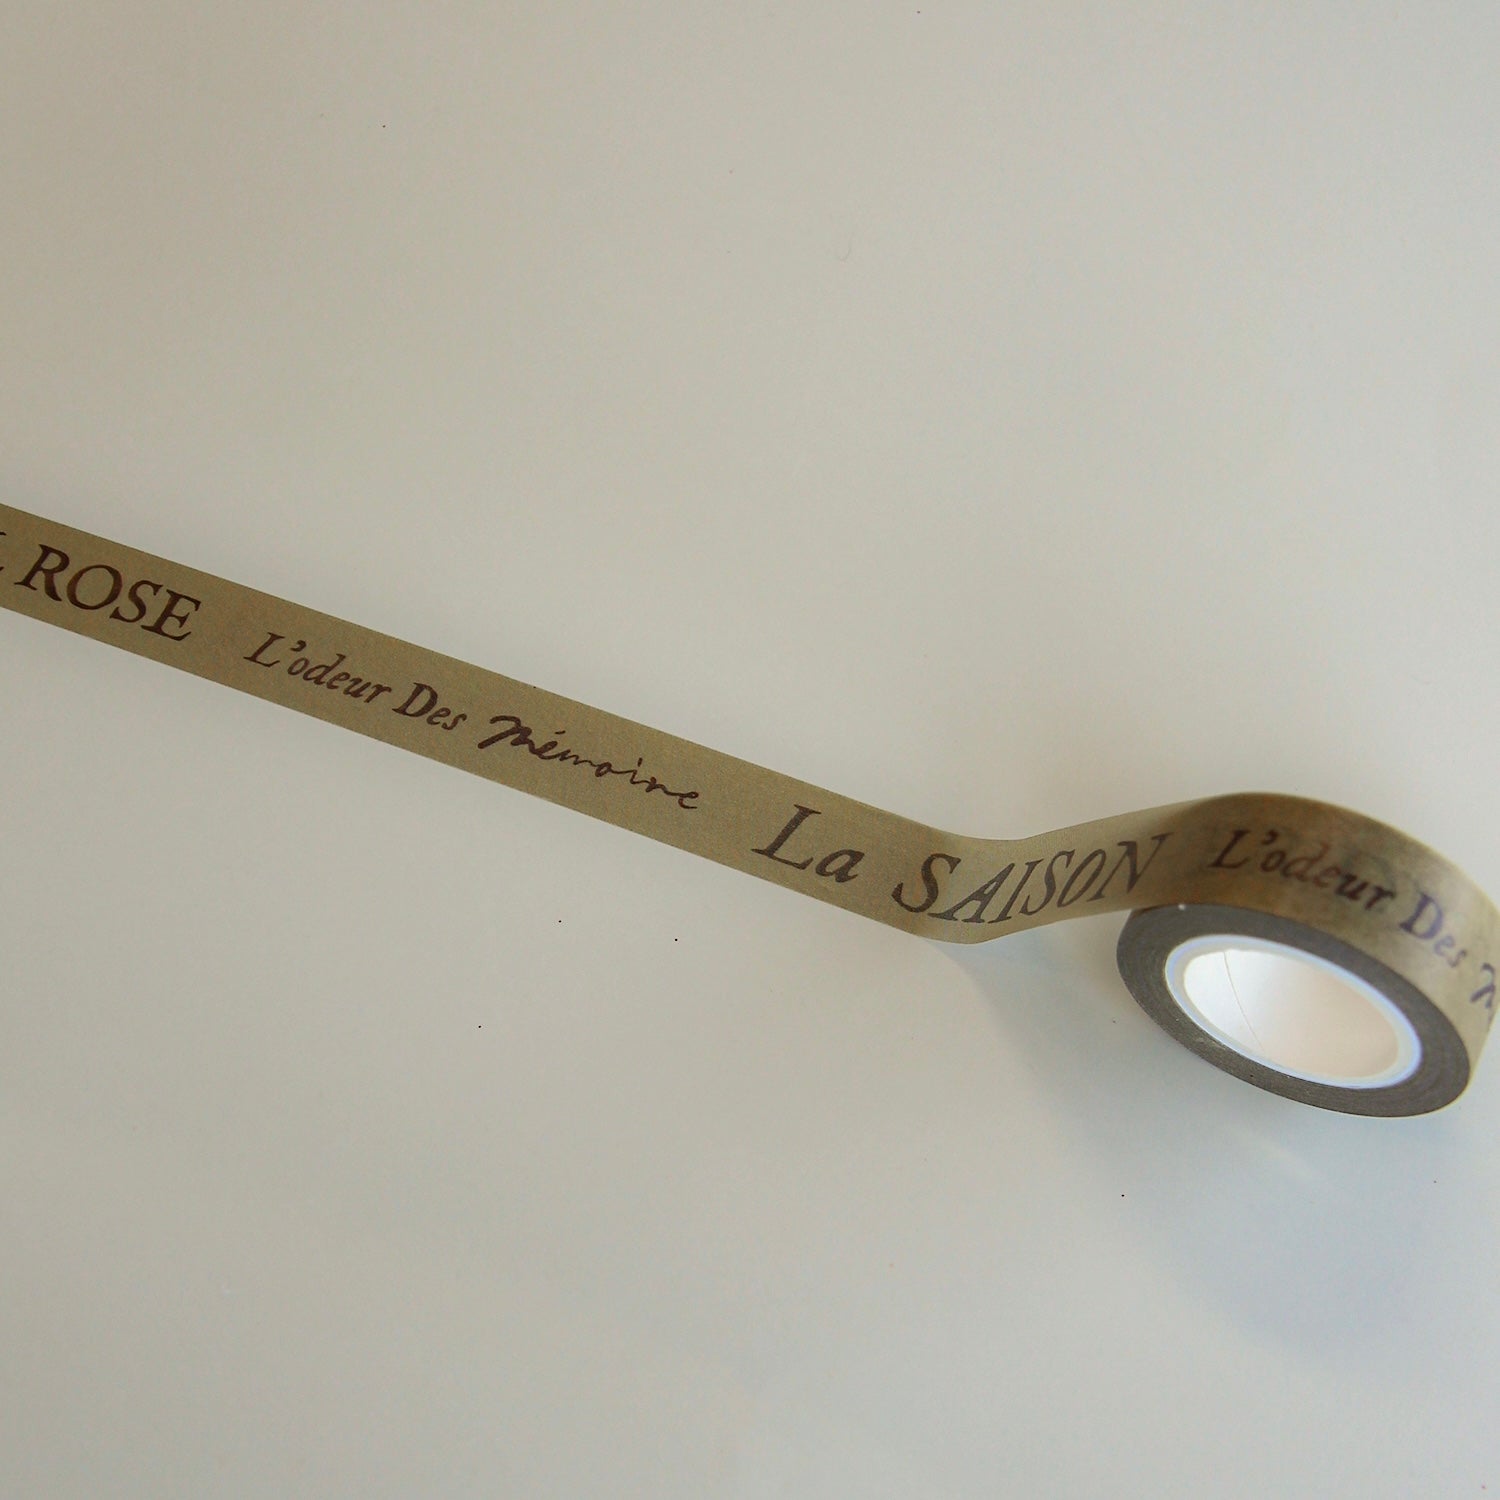 ROSE L'odeur Des Mémoire La SAISON L'odeur Des